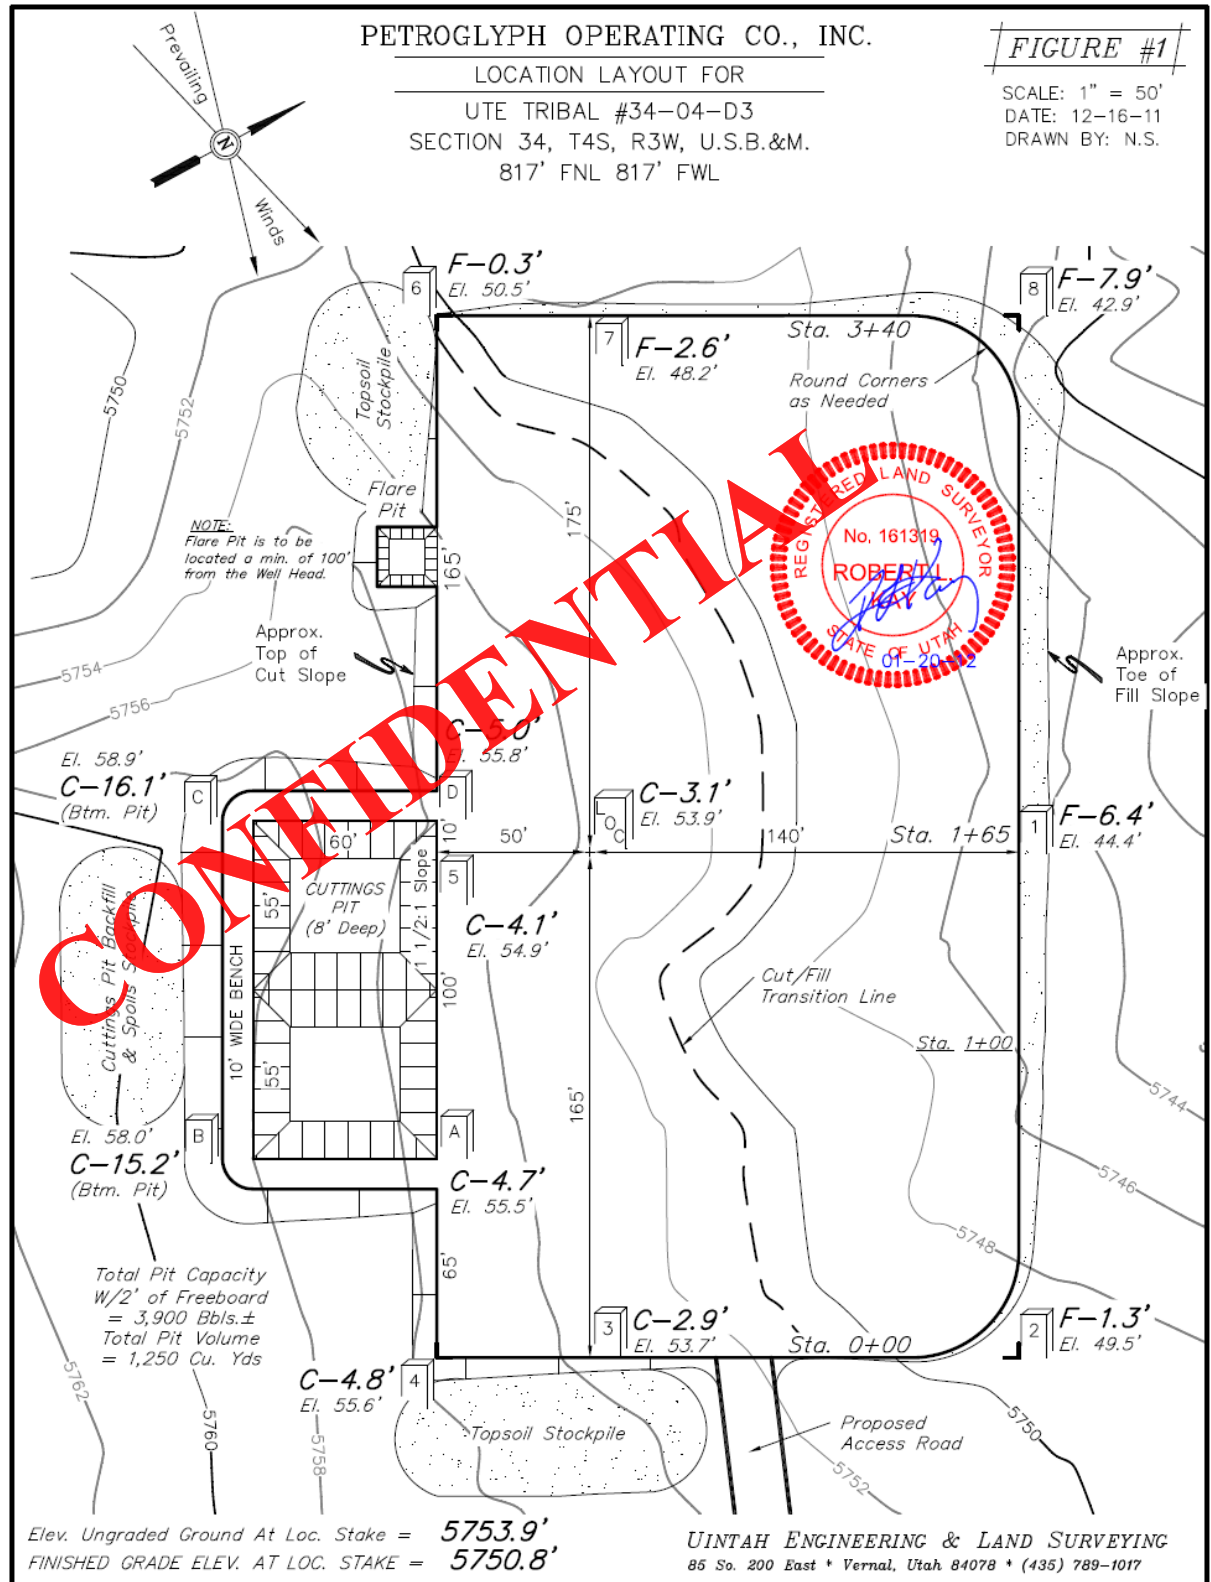 PETROGLYPH OPERATING CO., INC.
LOCATION LAYOUT FOR
UTE TRIBAL #34-04-D3
SECTION 34, T4S, R3W, U.S.B.&M.
817' FNL 817' FWL
FIGURE #1
SCALE: 1" = 50'
DATE: 12-16-11
DRAWN BY: N.S.
Prevailing
N
Winds
6
F-0.3'
El. 50.5'
8
F-7.9'
El. 42.9'
7
F-2.6'
El. 48.2'
Sta. 3+40
Round Corners
as Needed
5750
5752
Topsoil
Stockpile
Flare
Pit
NOTE:
Flare Pit is to be
located a min. of 100'
from the Well Head.
175'
165'
REGISTERED LAND SURVEYOR
No. 161319
ROBERT L.
KAY
STATE OF UTAH
01-20-12
Approx.
Top of
Cut Slope
Approx.
Toe of
Fill Slope
5754
5756
C-5.0'
El. 55.8'
El. 58.9'
C-16.1'
(Btm. Pit)
C
D
LOC
C-3.1'
El. 53.9'
1
F-6.4'
El. 44.4'
60'
10'
50'
140'
Sta. 1+65
5
CUTTINGS
PIT
(8' Deep)
55'
1 1/2:1 Slope
C-4.1'
El. 54.9'
Cuttings Pit Backfill
& Spoils Stockpile
10' WIDE BENCH
100'
Cut/Fill
Transition Line
Sta. 1+00
55'
165'
5744
El. 58.0'
C-15.2'
(Btm. Pit)
B
A
C-4.7'
El. 55.5'
5746
5748
65'
Total Pit Capacity
W/2' of Freeboard
= 3,900 Bbls.±
Total Pit Volume
= 1,250 Cu. Yds
3
C-2.9'
El. 53.7'
Sta. 0+00
2
F-1.3'
El. 49.5'
5762
5760
5758
C-4.8'
El. 55.6'
4
Topsoil Stockpile
Proposed
Access Road
5752
5750
CONFIDENTIAL
Elev. Ungraded Ground At Loc. Stake = 5753.9'
FINISHED GRADE ELEV. AT LOC. STAKE = 5750.8'
UINTAH ENGINEERING & LAND SURVEYING
85 So. 200 East * Vernal, Utah 84078 * (435) 789-1017